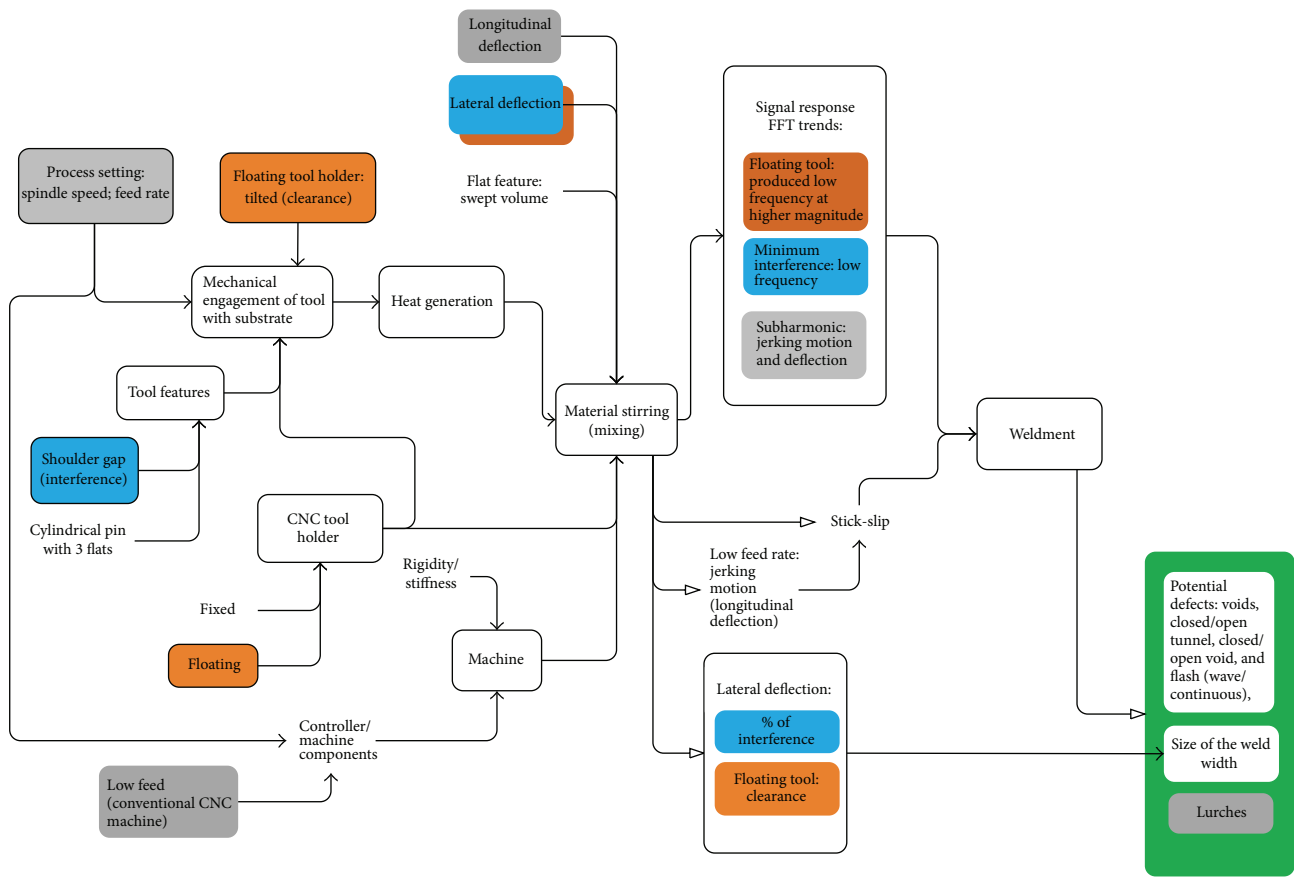 Longitudinal
deflection
Lateral deflection
Flat feature:
swept volume
Process setting:
spindle speed; feed rate
Floating tool holder:
tilted (clearance)
Mechanical
engagement of tool
with substrate
Heat generation
Tool features
Shoulder gap
(interference)
Cylindrical pin
with 3 flats
CNC tool
holder
Fixed
Floating
Rigidity/
stiffness
Machine
Controller/
machine
components
Low feed
(conventional CNC
machine)
Material stirring
(mixing)
Signal response
FFT trends:
Floating tool:
produced low
frequency at
higher magnitude
Minimum
interference: low
frequency
Subharmonic:
jerking motion
and deflection
Stick-slip
Low feed rate:
jerking
motion
(longitudinal
deflection)
Lateral deflection:
% of
interference
Floating tool:
clearance
Weldment
Potential
defects: voids,
closed/open
tunnel, closed/
open void, and
flash (wave/
continuous),
Size of the weld
width
Lurches